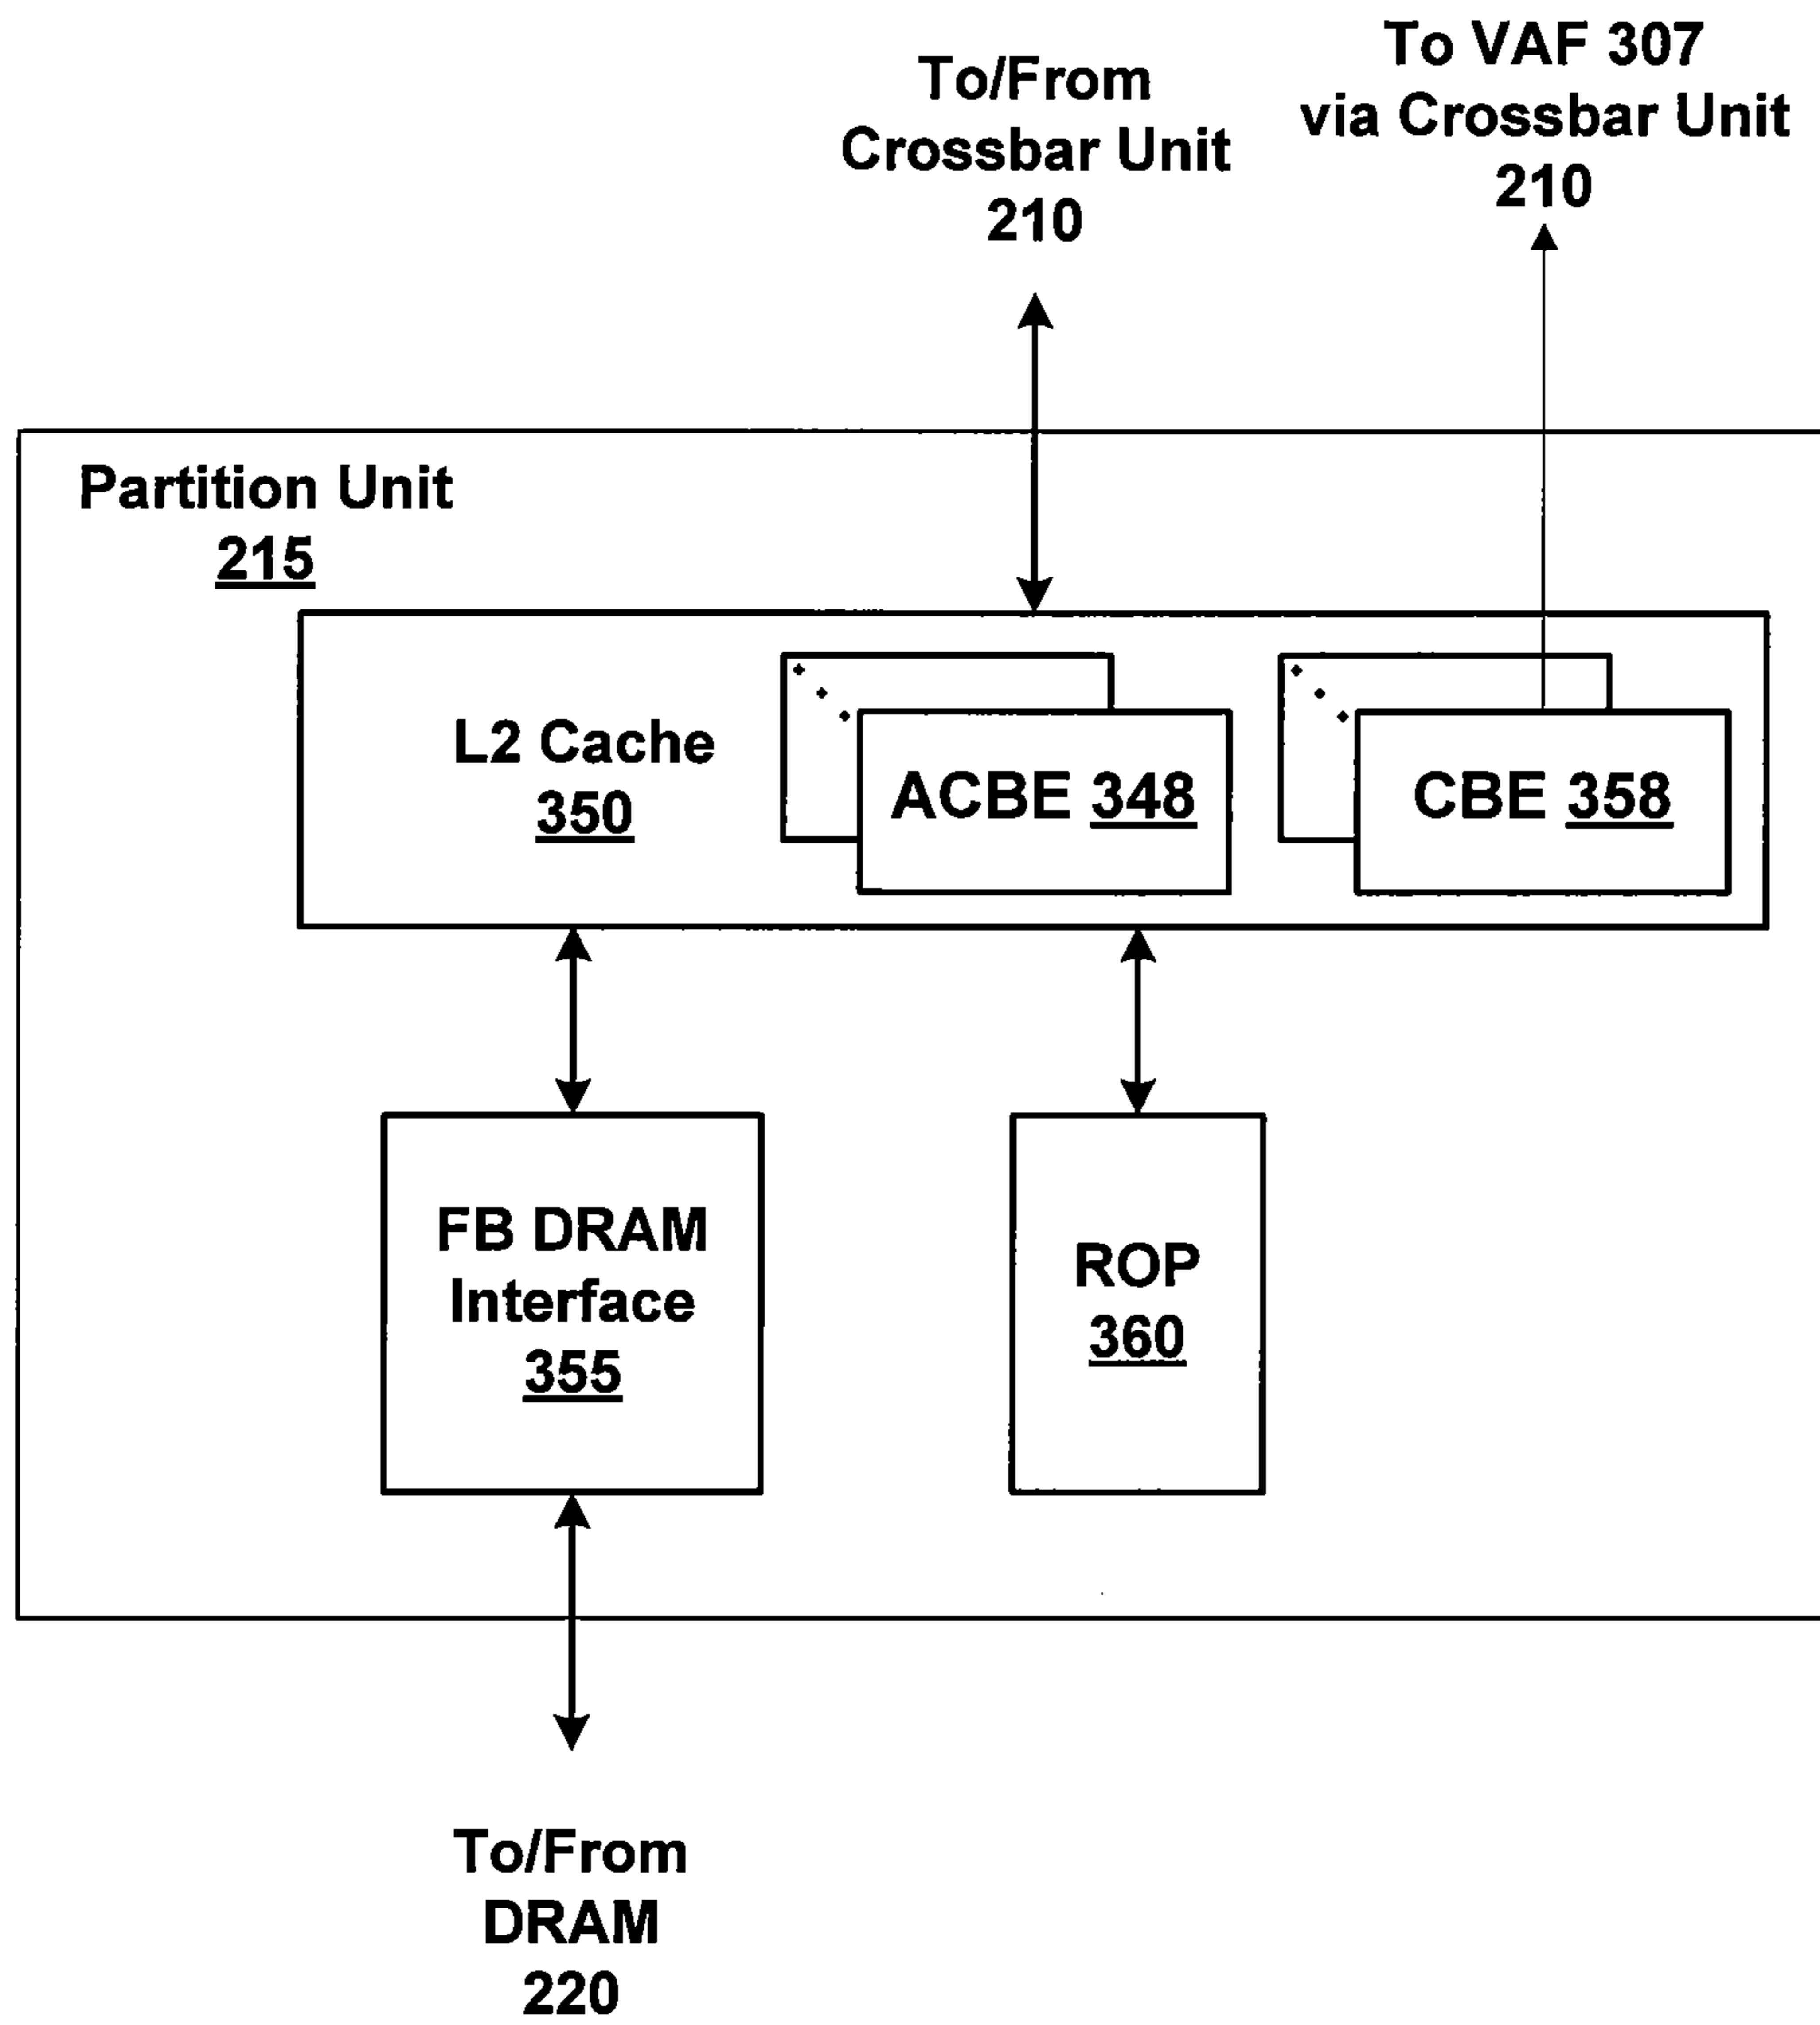 To/From
Crossbar Unit
210
To VAF 307
via Crossbar Unit
210
Partition Unit
215
L2 Cache
350
ACBE 348
CBE 358
FB DRAM
Interface
355
ROP
360
To/From
DRAM
220